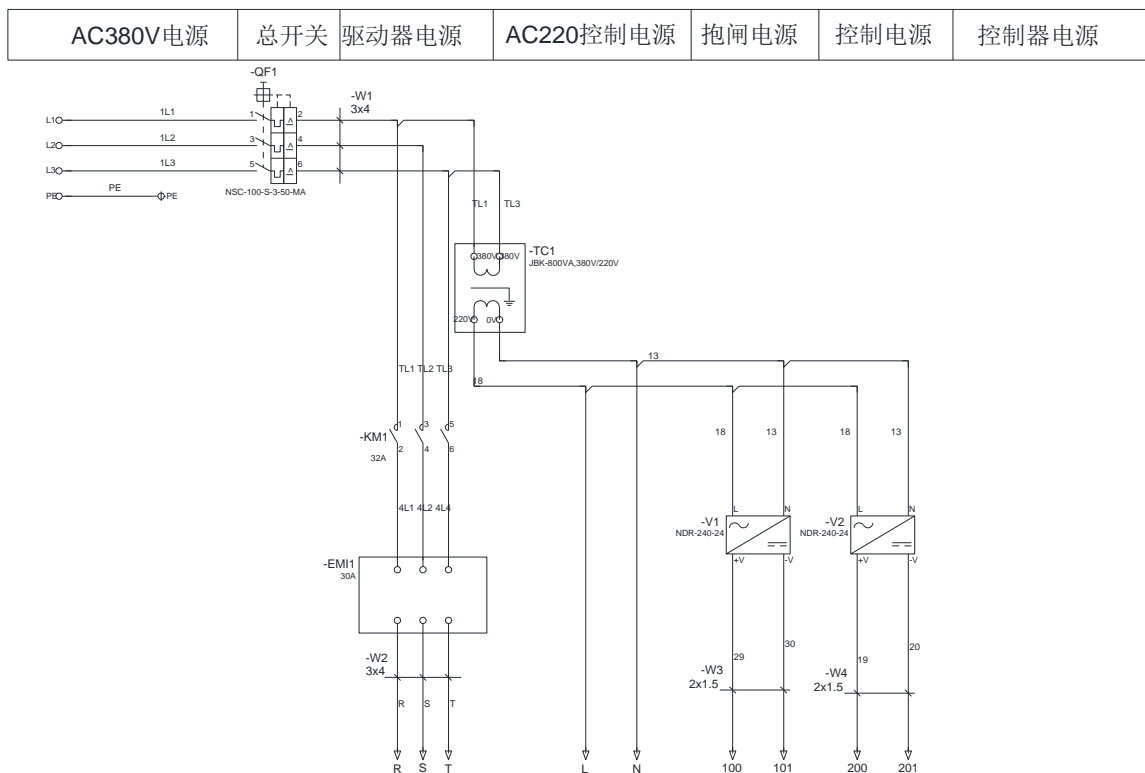 AC380V电源 总开关 驱动器电源 AC220控制电源 抱闸电源 控制电源 控制器电源
-QF1
-W1
3x4
L1 1L1 1 2
L2 1L2 3 4
L3 1L3 5 6
PE PE PE
NSC-100-S-3-50-MA
TL1 TL3
-TC1
380V 380V JBK-800VA,380V/220V
220V 0V
13
TL1 TL2 TL3
18
1 3 5
-KM1
2 4 6
32A
18 13 18 13
4L1 4L2 4L4
L N L N
-V1 -V2
NDR-240-24 NDR-240-24
+V -V +V -V
-EMI1
30A
30 20
29 19
-W2 -W3 -W4
3x4 2x1.5 2x1.5
R S T
R S T L N 100 101 200 201